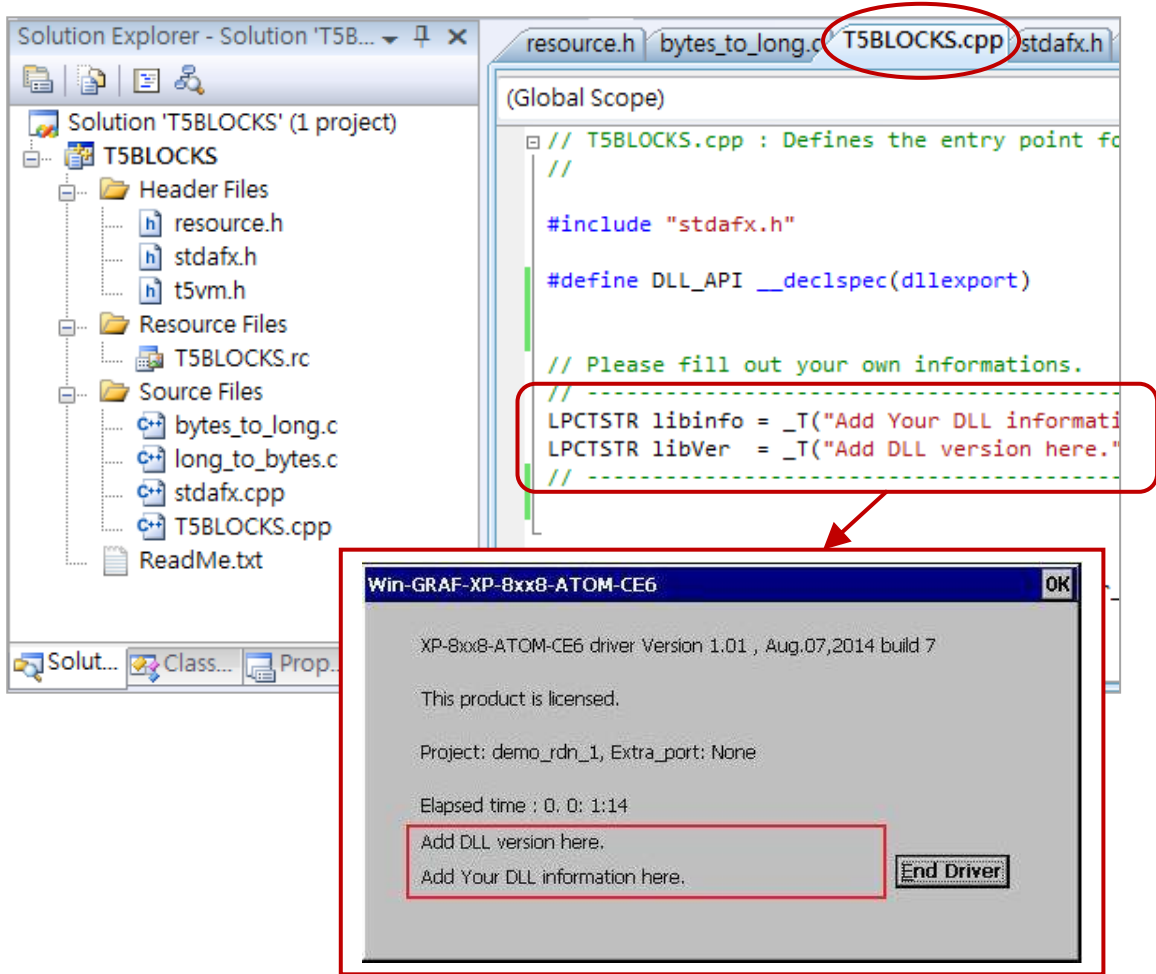 Solution Explorer - Solution 'T5B...
Solution 'T5BLOCKS' (1 project)
T5BLOCKS
Header Files
resource.h
stdafx.h
t5vm.h
Resource Files
T5BLOCKS.rc
Source Files
bytes_to_long.c
long_to_bytes.c
stdafx.cpp
T5BLOCKS.cpp
ReadMe.txt
Solut... Class... Prop...
resource.h bytes_to_long.c T5BLOCKS.cpp stdafx.h
(Global Scope)
// T5BLOCKS.cpp : Defines the entry point fo
//
#include "stdafx.h"
#define DLL_API __declspec(dllexport)
// Please fill out your own informations.
// ----------------------------------------
LPCTSTR libinfo = _T("Add Your DLL informati
LPCTSTR libVer = _T("Add DLL version here."
// ----------------------------------------
Win-GRAF-XP-8xx8-ATOM-CE6 OK
XP-8xx8-ATOM-CE6 driver Version 1.01 , Aug.07,2014 build 7
This product is licensed.
Project: demo_rdn_1, Extra_port: None
Elapsed time : 0. 0: 1:14
Add DLL version here.
Add Your DLL information here.
End Driver